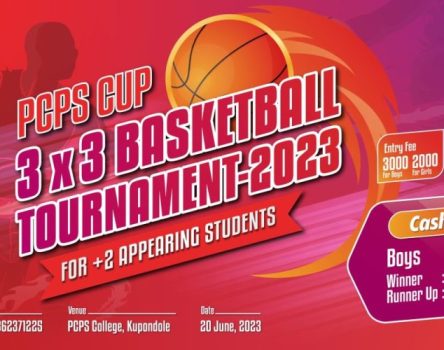 PCPS CUP
3 x 3 BASKETBALL
TOURNAMENT-2023
FOR +2 APPEARING STUDENTS
Entry Fee
3000 2000
for Boys for Girls
Cash
Boys
Winner :
Runner Up :
862371225
Venue
PCPS College, Kupondole
Date
20 June, 2023